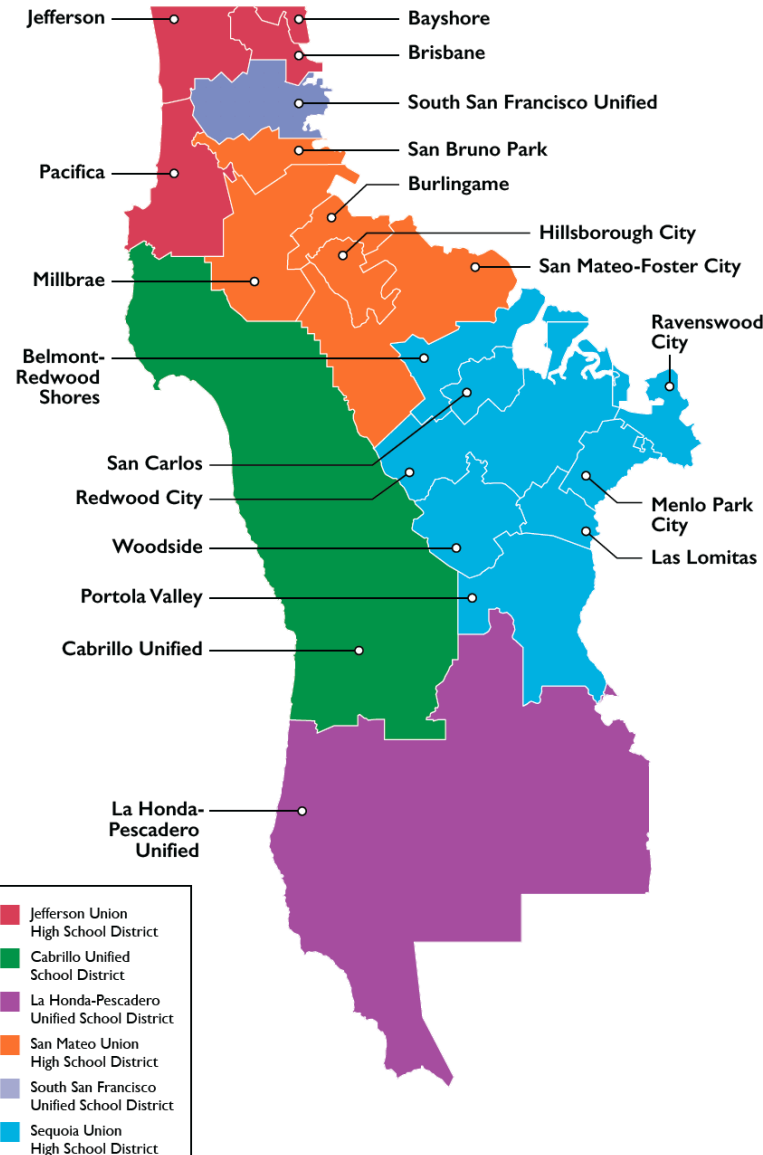 Jefferson
Bayshore
Brisbane
South San Francisco Unified
San Bruno Park
Pacifica
Burlingame
Hillsborough City
San Mateo-Foster City
Millbrae
Ravenswood
City
Belmont-
Redwood
Shores
San Carlos
Redwood City
Menlo Park
City
Woodside
Las Lomitas
Portola Valley
Cabrillo Unified
La Honda-
Pescadero
Unified
Jefferson Union
High School District
Cabrillo Unified
School District
La Honda-Pescadero
Unified School District
San Mateo Union
High School District
South San Francisco
Unified School District
Sequoia Union
High School District